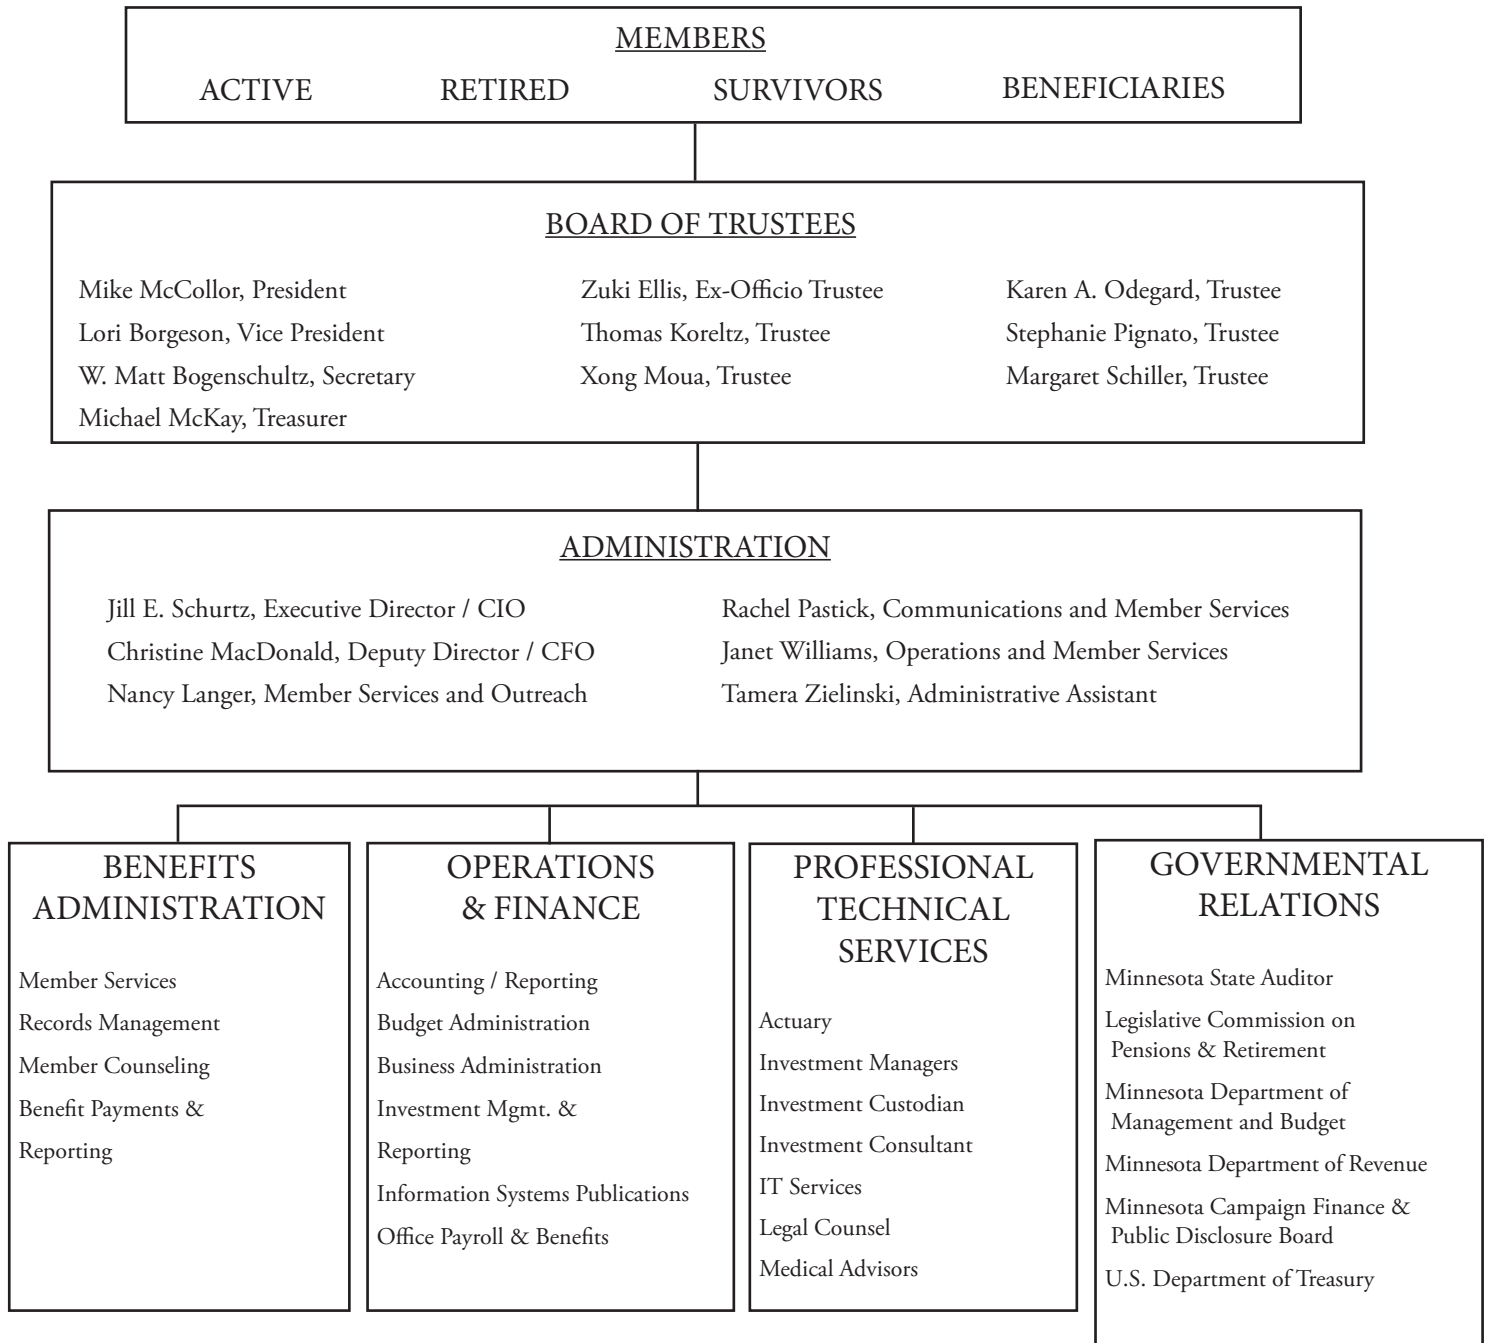 MEMBERS
ACTIVE RETIRED SURVIVORS BENEFICIARIES
BOARD OF TRUSTEES
Mike McCollor, President
Lori Borgeson, Vice President
W. Matt Bogenschultz, Secretary
Michael McKay, Treasurer
Zuki Ellis, Ex-Officio Trustee
Thomas Koreltz, Trustee
Xong Moua, Trustee
Karen A. Odegard, Trustee
Stephanie Pignato, Trustee
Margaret Schiller, Trustee
ADMINISTRATION
Jill E. Schurtz, Executive Director / CIO
Christine MacDonald, Deputy Director / CFO
Nancy Langer, Member Services and Outreach
Rachel Pastick, Communications and Member Services
Janet Williams, Operations and Member Services
Tamera Zielinski, Administrative Assistant
BENEFITS
ADMINISTRATION
Member Services
Records Management
Member Counseling
Benefit Payments &
Reporting
OPERATIONS
& FINANCE
Accounting / Reporting
Budget Administration
Business Administration
Investment Mgmt. &
Reporting
Information Systems Publications
Office Payroll & Benefits
PROFESSIONAL
TECHNICAL
SERVICES
Actuary
Investment Managers
Investment Custodian
Investment Consultant
IT Services
Legal Counsel
Medical Advisors
GOVERNMENTAL
RELATIONS
Minnesota State Auditor
Legislative Commission on
Pensions & Retirement
Minnesota Department of
Management and Budget
Minnesota Department of Revenue
Minnesota Campaign Finance &
Public Disclosure Board
U.S. Department of Treasury